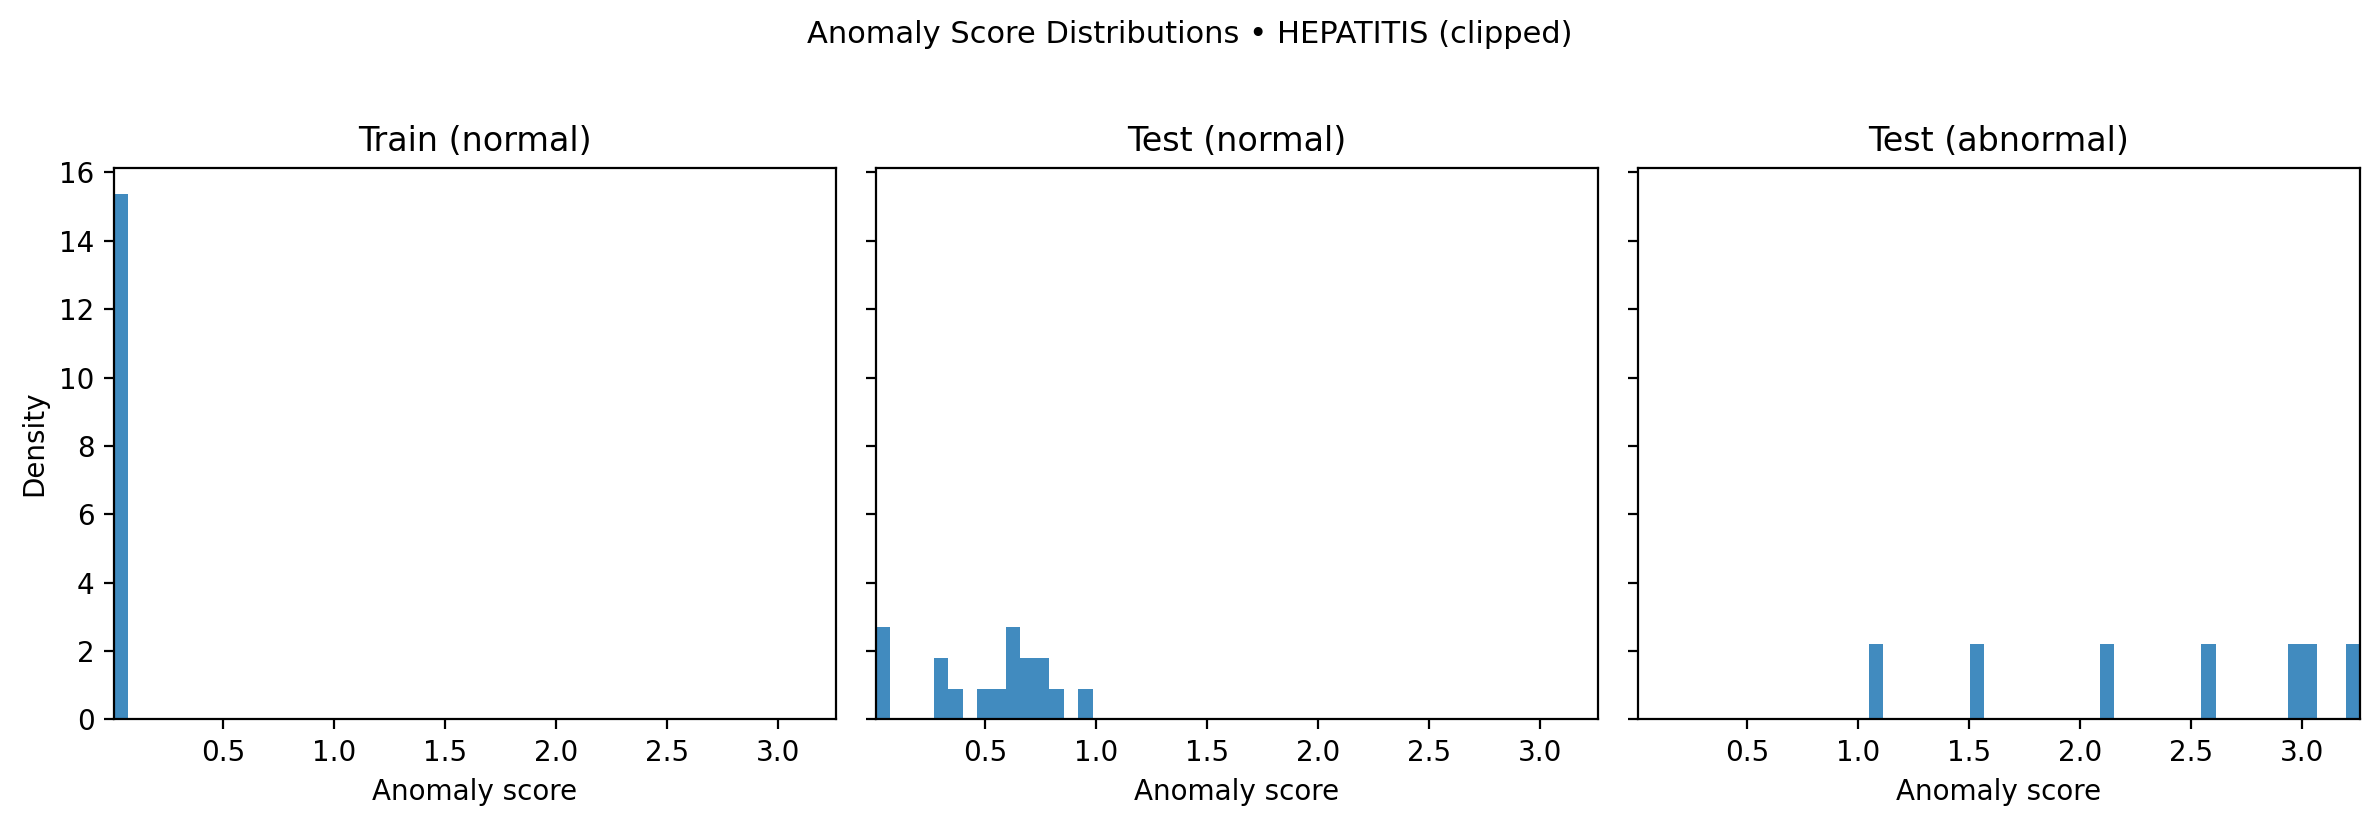 Anomaly Score Distributions • HEPATITIS (clipped)
Train (normal)
Test (normal)
Test (abnormal)
Density
16
14
12
10
8
6
4
2
0
0.5 1.0 1.5 2.0 2.5 3.0
0.5 1.0 1.5 2.0 2.5 3.0
0.5 1.0 1.5 2.0 2.5 3.0
Anomaly score
Anomaly score
Anomaly score